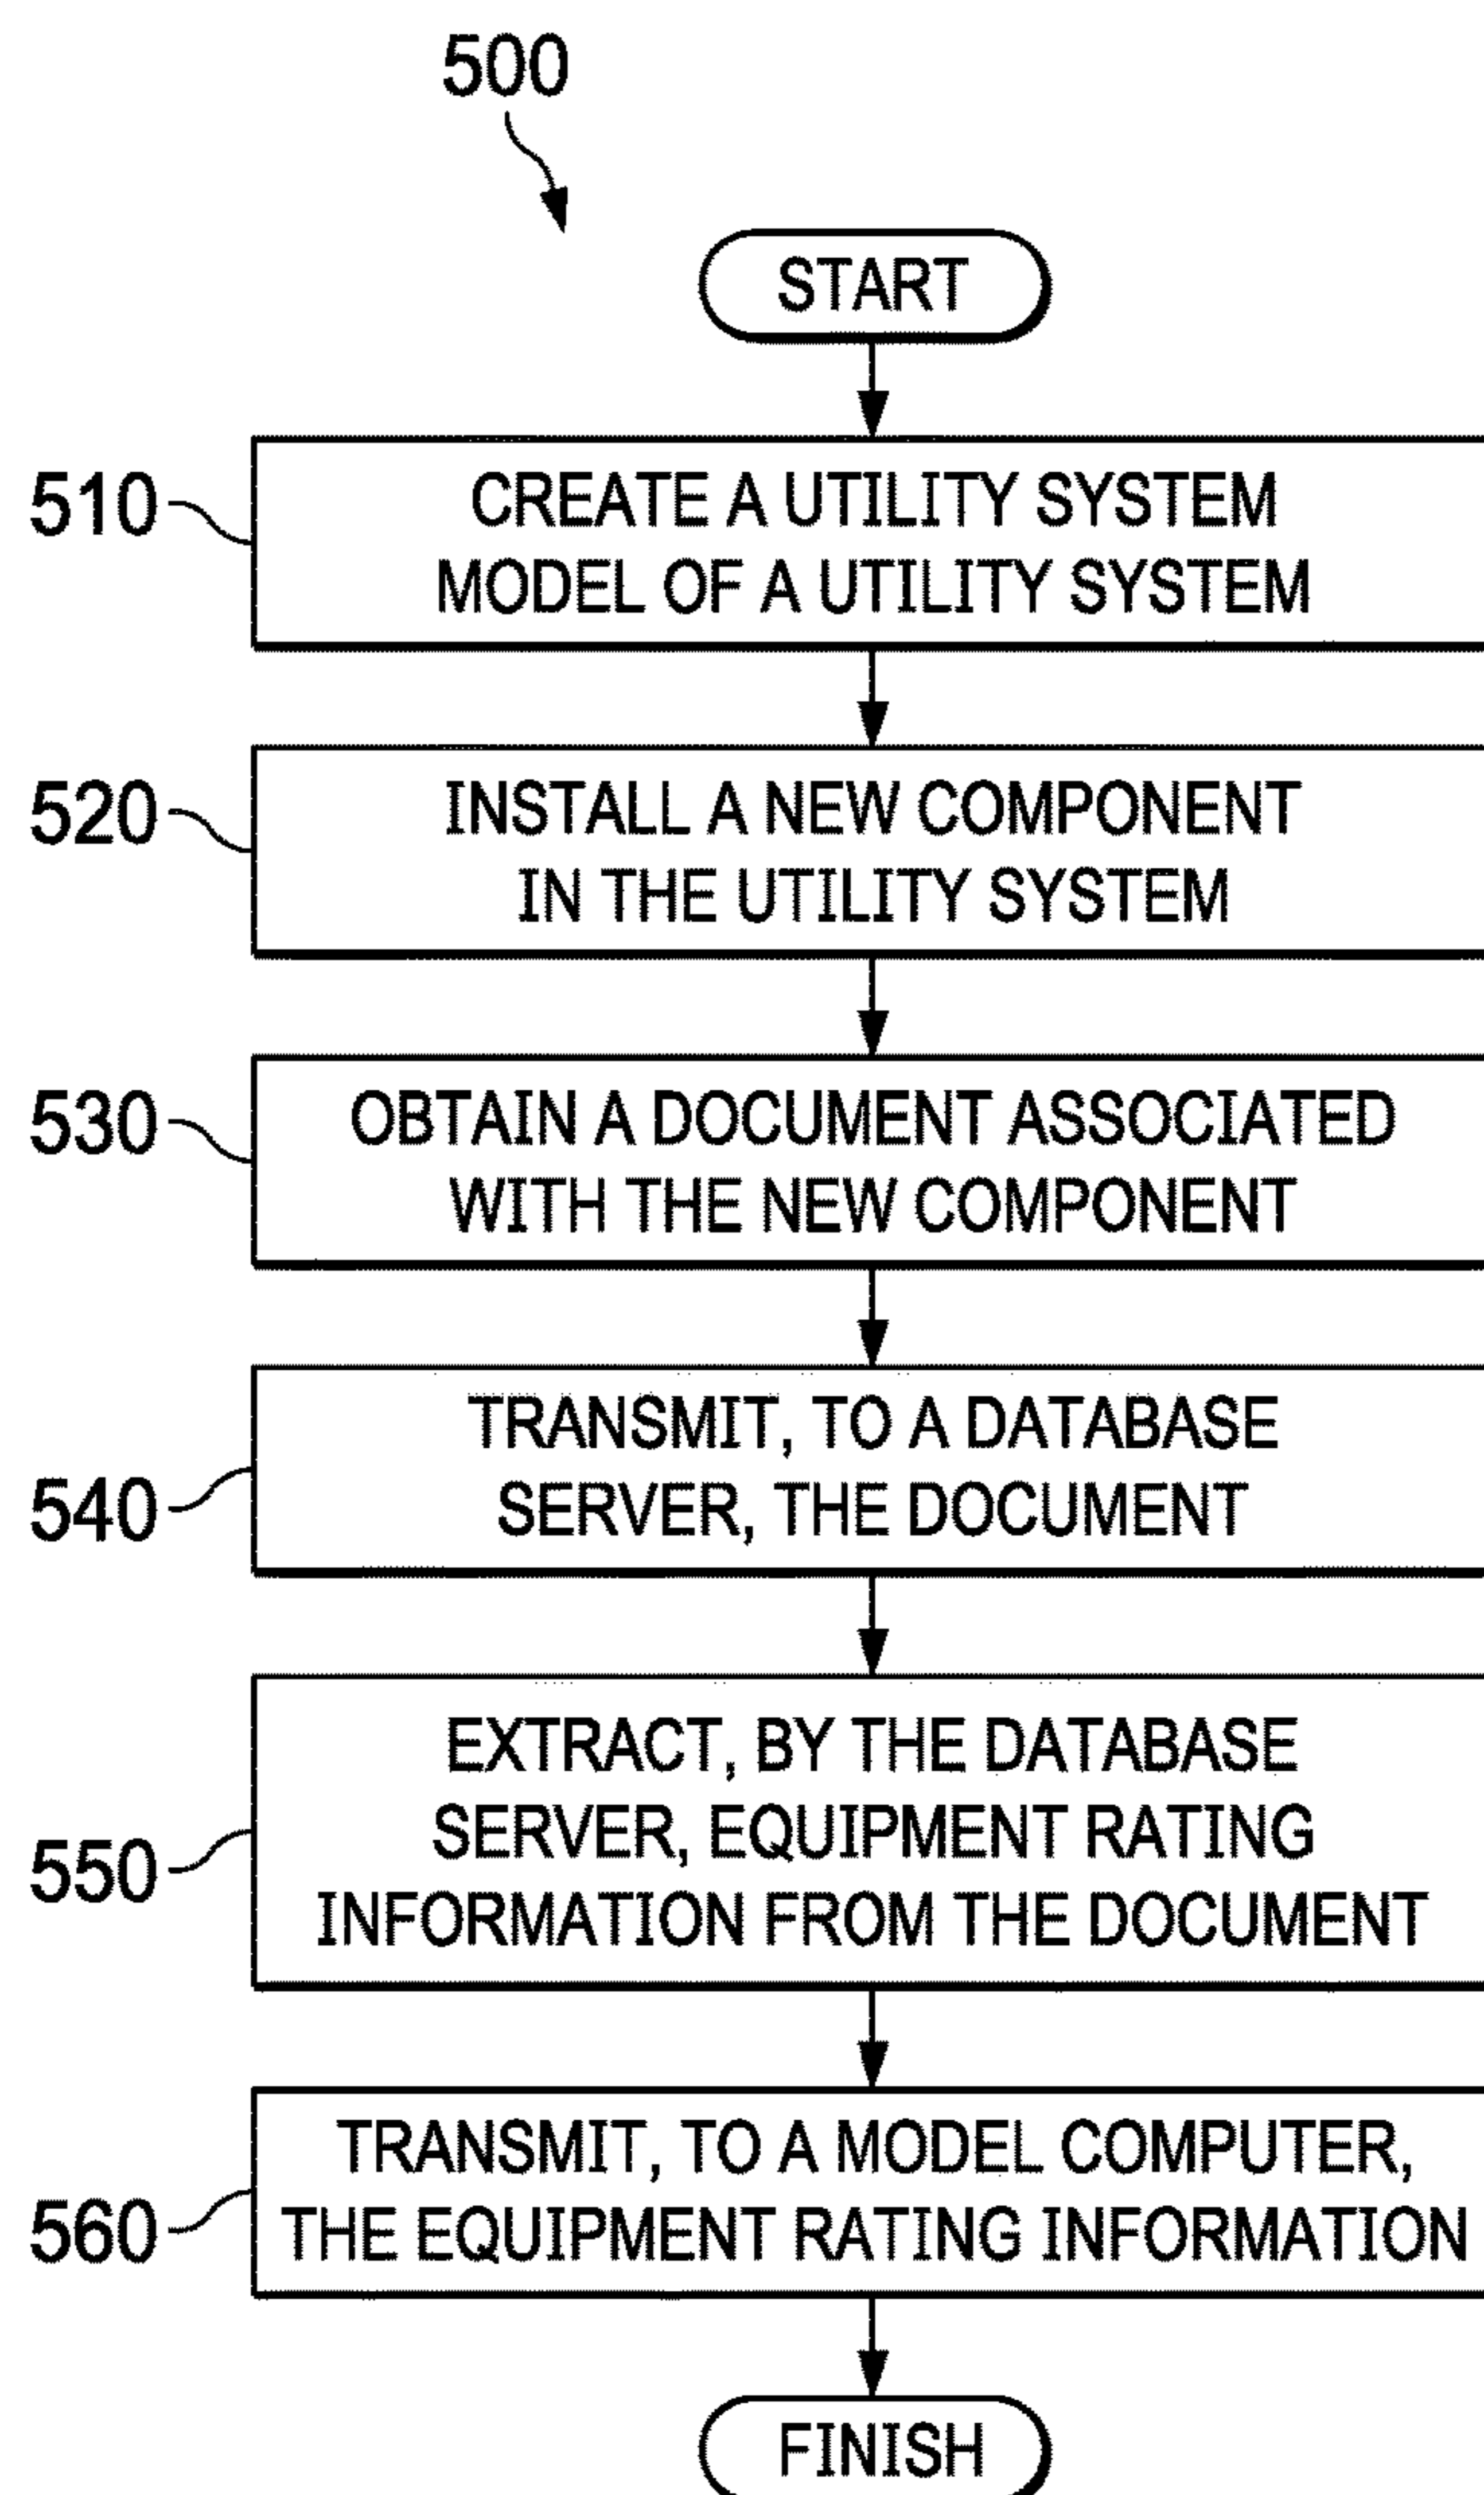 500
START
510
CREATE A UTILITY SYSTEM
MODEL OF A UTILITY SYSTEM
520
INSTALL A NEW COMPONENT
IN THE UTILITY SYSTEM
530
OBTAIN A DOCUMENT ASSOCIATED
WITH THE NEW COMPONENT
540
TRANSMIT, TO A DATABASE
SERVER, THE DOCUMENT
550
EXTRACT, BY THE DATABASE
SERVER, EQUIPMENT RATING
INFORMATION FROM THE DOCUMENT
560
TRANSMIT, TO A MODEL COMPUTER,
THE EQUIPMENT RATING INFORMATION
FINISH